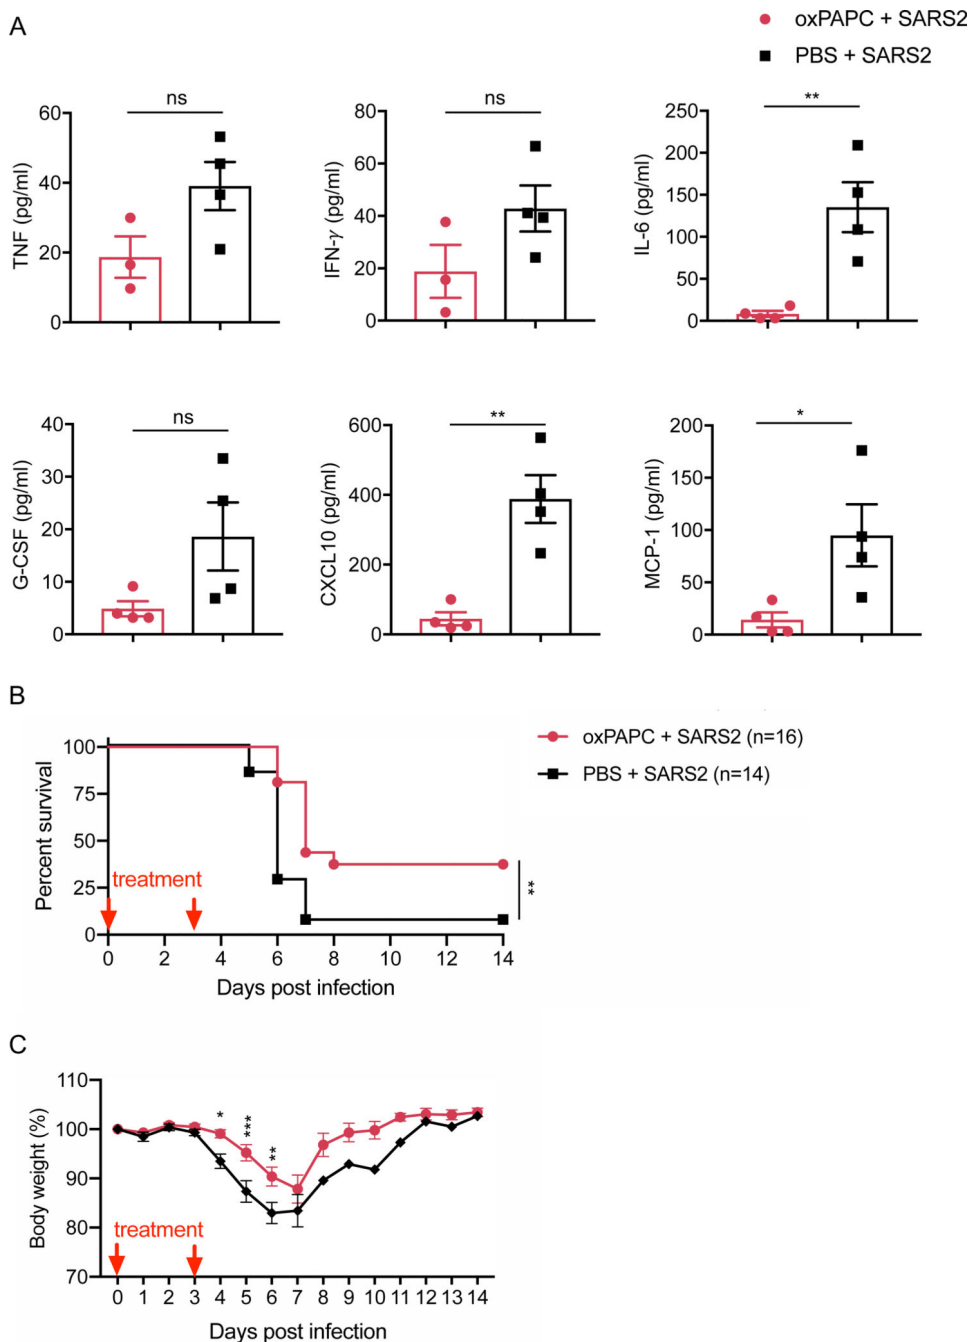 A
oxPAPC + SARS2
PBS + SARS2
ns
TNF (pg/ml)
60
40
20
0
ns
IFN-γ (pg/ml)
80
60
40
20
0
**
IL-6 (pg/ml)
250
200
150
100
50
0
ns
G-CSF (pg/ml)
40
30
20
10
0
**
CXCL10 (pg/ml)
600
400
200
0
*
MCP-1 (pg/ml)
200
150
100
50
0
B
oxPAPC + SARS2 (n=16)
PBS + SARS2 (n=14)
Percent survival
100
75
50
25
0
treatment
**
0 2 4 6 8 10 12 14
Days post infection
C
Body weight (%)
110
100
90
80
70
* *** **
treatment
0 1 2 3 4 5 6 7 8 9 10 11 12 13 14
Days post infection